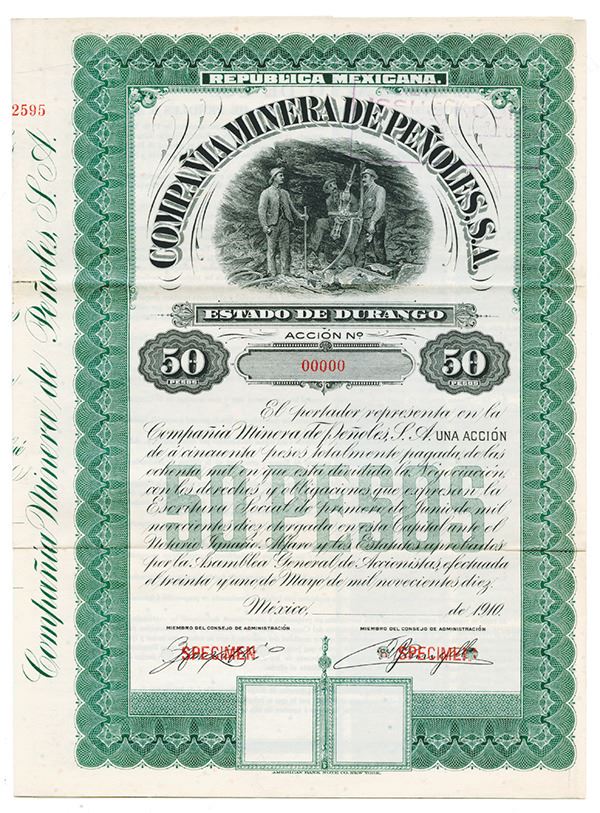 REPUBLICA MEXICANA.
COMPAÑIA MINERA DE PEÑOLES, S.A.
ESTADO DE DURANGO
ACCIÓN Nº
50 PESOS
00000
50 PESOS
El portador representa en la
Compañia Minera de Peñoles, S.A. UNA ACCIÓN
de á cincuenta pesos totalmente pagada, de las
ochenta mil en que está dividida la Negociación,
con los derechos y obligaciones que expresan la
Escritura Social de primero de Junio de mil
novecientos diez otorgada en esta Capital ante el
Notario Ignacio Alfaro y los Estatutos aprobados
por la Asamblea General de Accionistas, efectuada
el treinta y uno de Mayo de mil novecientos diez.
50 PESOS
México, de 1910.
MIEMBRO DEL CONSEJO DE ADMINISTRACIÓN
MIEMBRO DEL CONSEJO DE ADMINISTRACIÓN
SPECIMEN
SPECIMEN
AMERICAN BANK NOTE CO. NEW YORK.
2595
Compañia Minera de Peñoles, S.A.